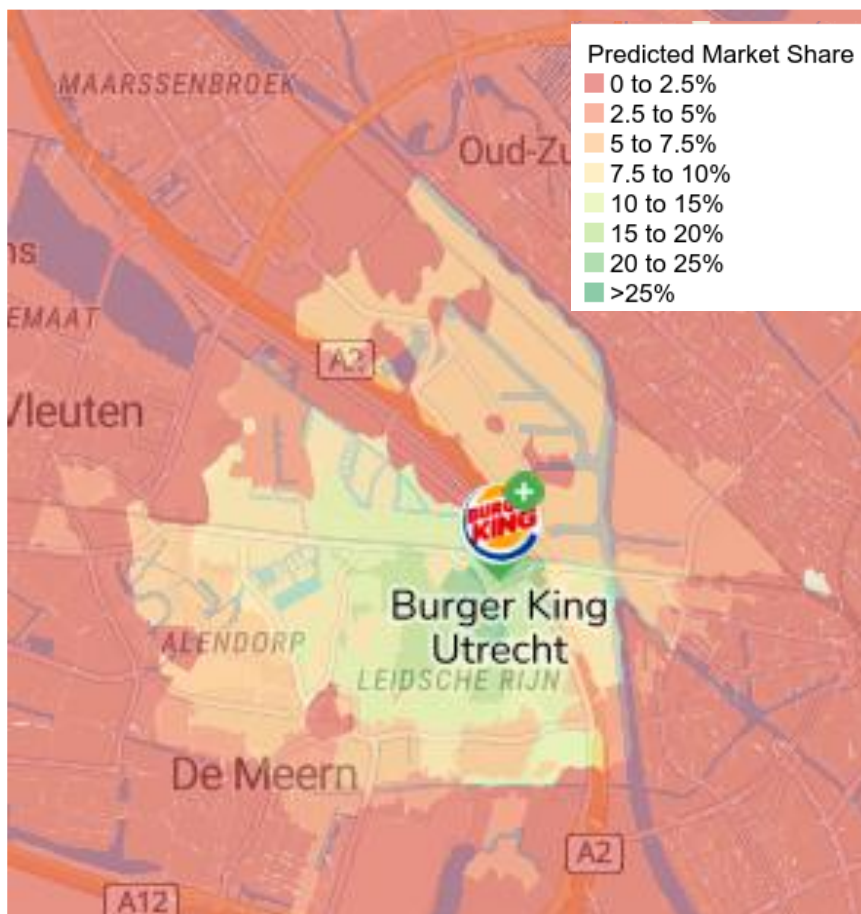 Predicted Market Share
0 to 2.5%
2.5 to 5%
5 to 7.5%
7.5 to 10%
10 to 15%
15 to 20%
20 to 25%
>25%
MAARSSENBROEK
Oud-Zu
ns
EMAAT
A2
Vleuten
BURGER
KING
Burger King
Utrecht
ALENDORP
LEIDSCHE RIJN
De Meern
A2
A12